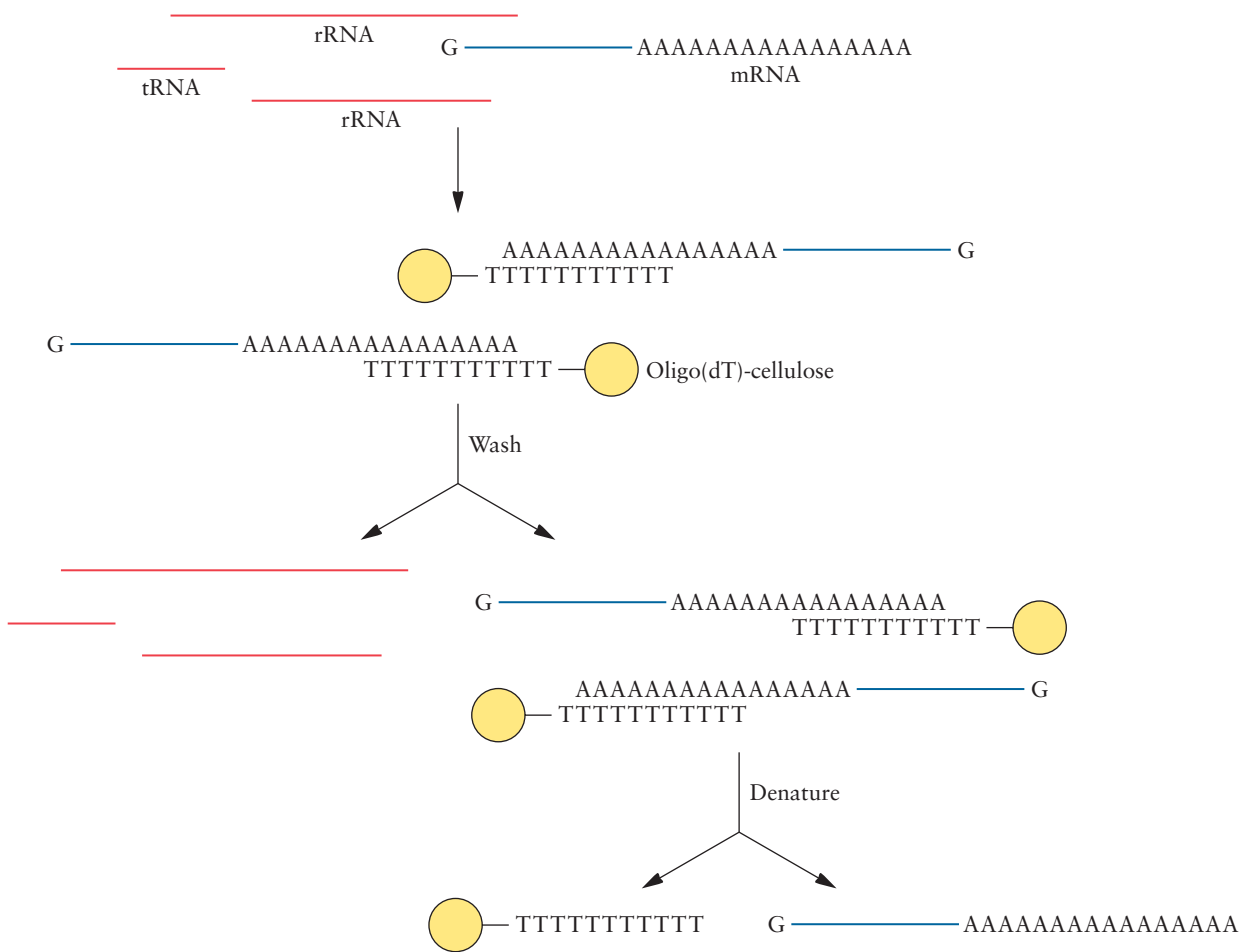 rRNA
G AAAAAAAAAAAAAAAA
mRNA
tRNA
rRNA
AAAAAAAAAAAAAAAA G
TTTTTTTTTTT
G AAAAAAAAAAAAAAAA
TTTTTTTTTTT Oligo(dT)-cellulose
Wash
G AAAAAAAAAAAAAAAA
TTTTTTTTTTT
AAAAAAAAAAAAAAAA G
TTTTTTTTTTT
Denature
TTTTTTTTTTT G AAAAAAAAAAAAAAAA